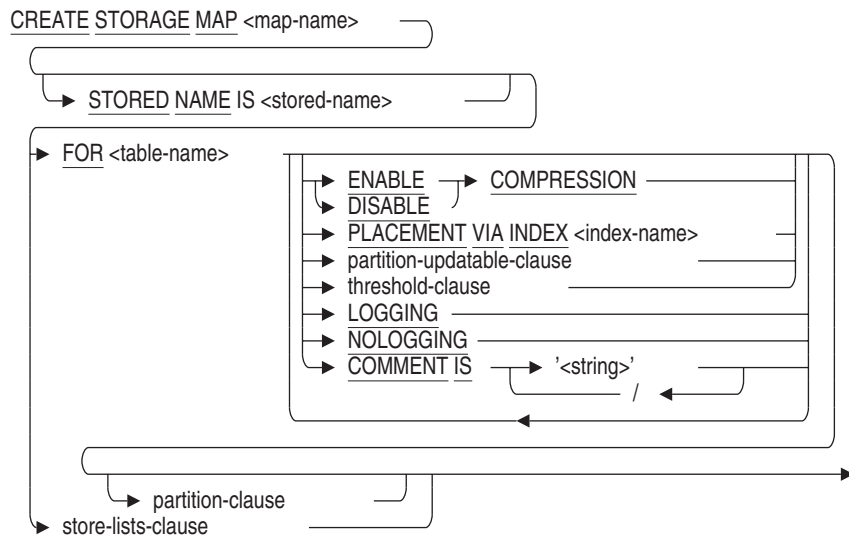 CREATE STORAGE MAP <map-name>
STORED NAME IS <stored-name>
FOR <table-name>
ENABLE COMPRESSION
DISABLE
PLACEMENT VIA INDEX <index-name>
partition-updatable-clause
threshold-clause
LOGGING
NOLOGGING
COMMENT IS '<string>'
/
partition-clause
store-lists-clause